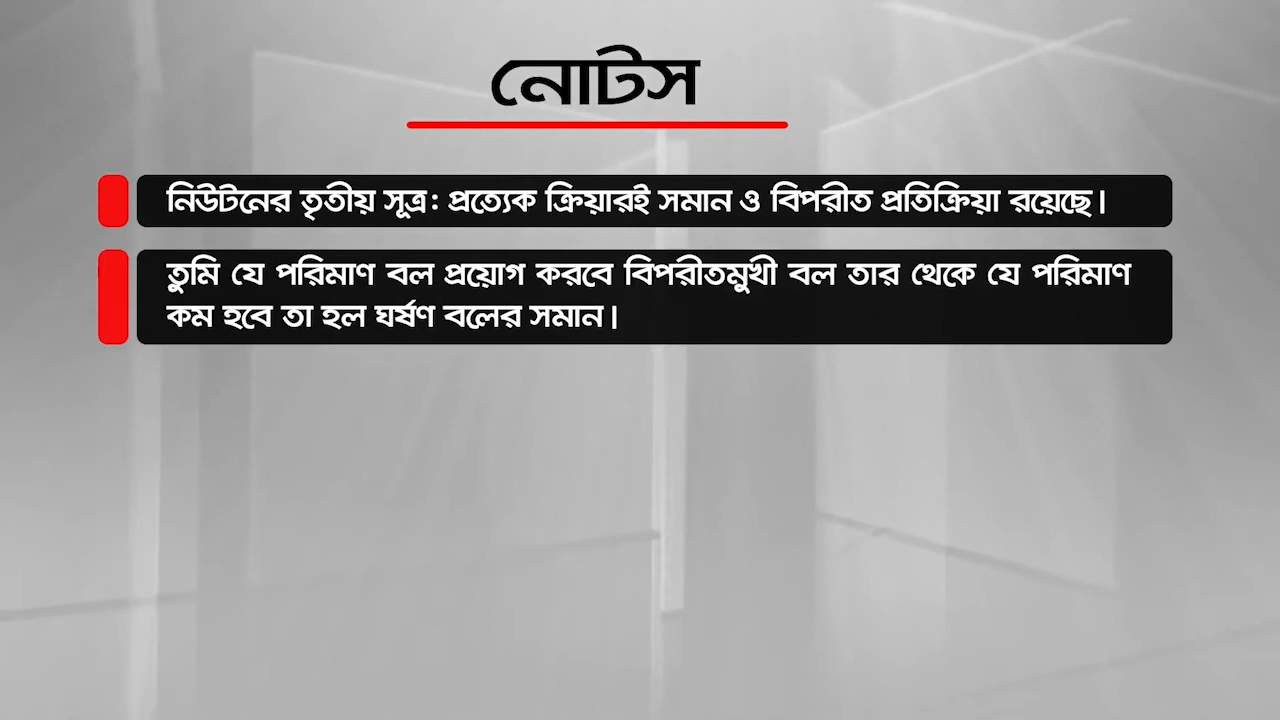 নোটস
নিউটনের তৃতীয় সূত্র: প্রত্যেক ক্রিয়ারই সমান ও বিপরীত প্রতিক্রিয়া রয়েছে।
তুমি যে পরিমাণ বল প্রয়োগ করবে বিপরীতমুখী বল তার থেকে যে পরিমাণ
কম হবে তা হল ঘর্ষণ বলের সমান।